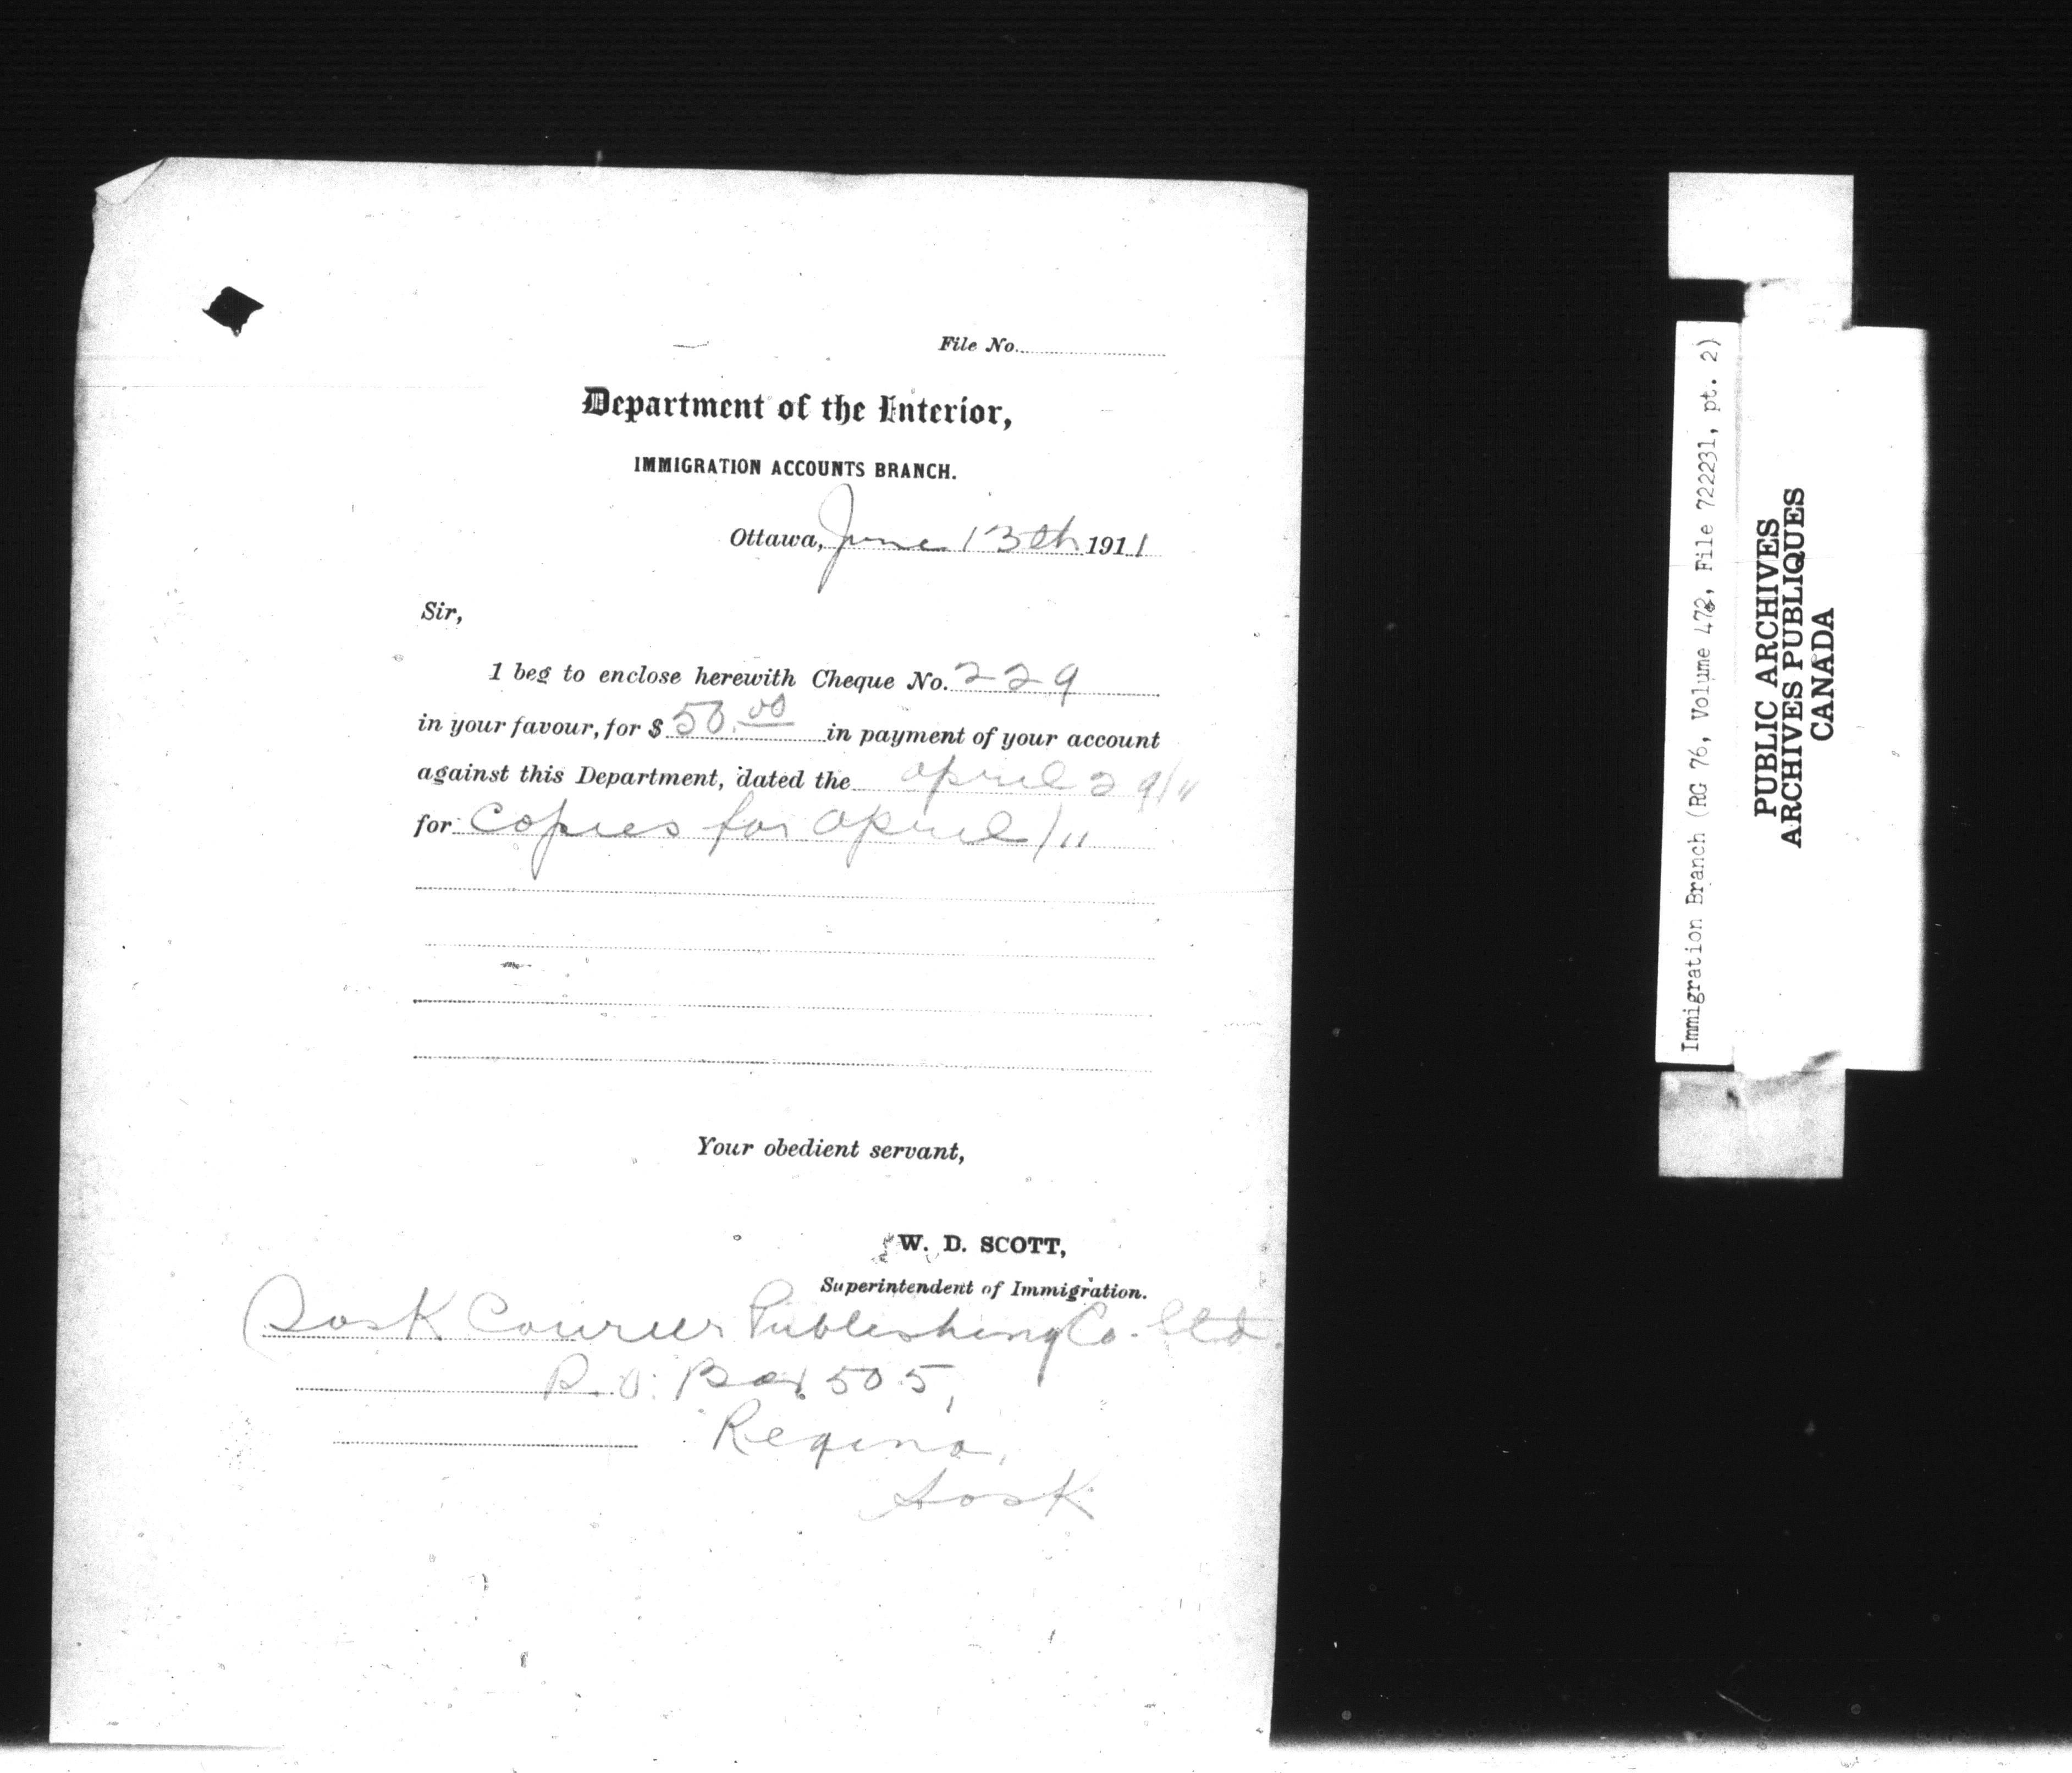 File No.
Department of the Interior,
IMMIGRATION ACCOUNTS BRANCH.
Ottawa, June 13th 1911
Sir,
I beg to enclose herewith Cheque No. 229
in your favour, for $ 50.00 in payment of your account
against this Department, dated the april 29/11
for copies for april/11
Your obedient servant,
W. D. SCOTT,
Superintendent of Immigration.
Sask Courier Publishing Co. Ltd
P.O. Box 505,
Regina,
Sask
Immigration Branch (RG 76, Volume 472, File 722231, pt. 2)
PUBLIC ARCHIVES
ARCHIVES PUBLIQUES
CANADA